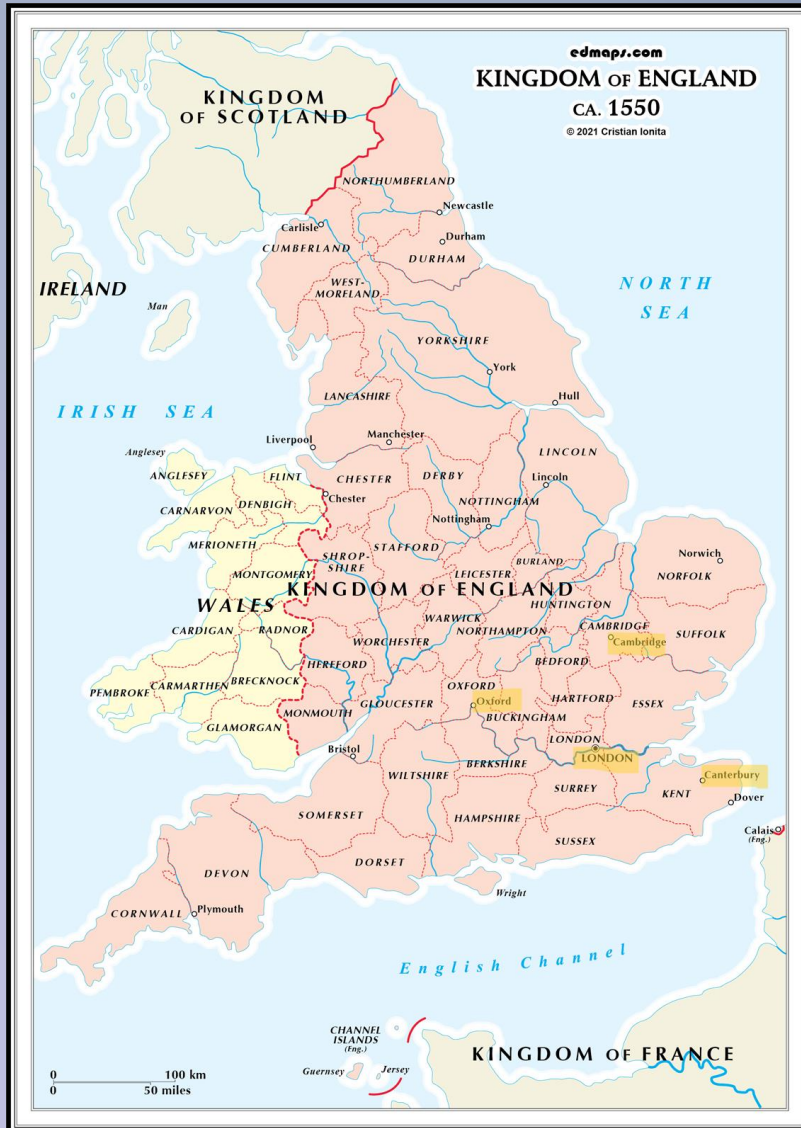 edmaps.com
KINGDOM OF ENGLAND
CA. 1550
© 2021 Cristian Ionita
KINGDOM
OF SCOTLAND
NORTHUMBERLAND
Newcastle
Carlisle
Durham
CUMBERLAND
DURHAM
WEST-
MORELAND
IRELAND
Man
NORTH
SEA
YORKSHIRE
York
LANCASHIRE
Hull
IRISH SEA
Liverpool
Manchester
LINCOLN
Anglesey
ANGLESEY
FLINT
CHESTER
DERBY
Lincoln
Chester
NOTTINGHAM
CARNARVON
DENBIGH
Nottingham
MERIONETH
STAFFORD
SHROP-
SHIRE
BURLAND
Norwich
MONTGOMERY
LEICESTER
NORFOLK
KINGDOM OF ENGLAND
WALES
HUNTINGTON
WARWICK
CAMBRIDGE
CARDIGAN
RADNOR
WORCHESTER
NORTHAMPTON
SUFFOLK
Cambridge
HEREFORD
BEDFORD
PEMBROKE
CARMARTHEN
BRECKNOCK
OXFORD
HARTFORD
ESSEX
GLOUCESTER
Oxford
MONMOUTH
BUCKINGHAM
GLAMORGAN
LONDON
Bristol
LONDON
BERKSHIRE
WILTSHIRE
Canterbury
SURREY
KENT
Dover
SOMERSET
HAMPSHIRE
Calais
(Eng.)
SUSSEX
DORSET
DEVON
Wright
CORNWALL
Plymouth
English Channel
CHANNEL
ISLANDS
(Eng.)
KINGDOM OF FRANCE
Guernsey
Jersey
0 100 km
0 50 miles